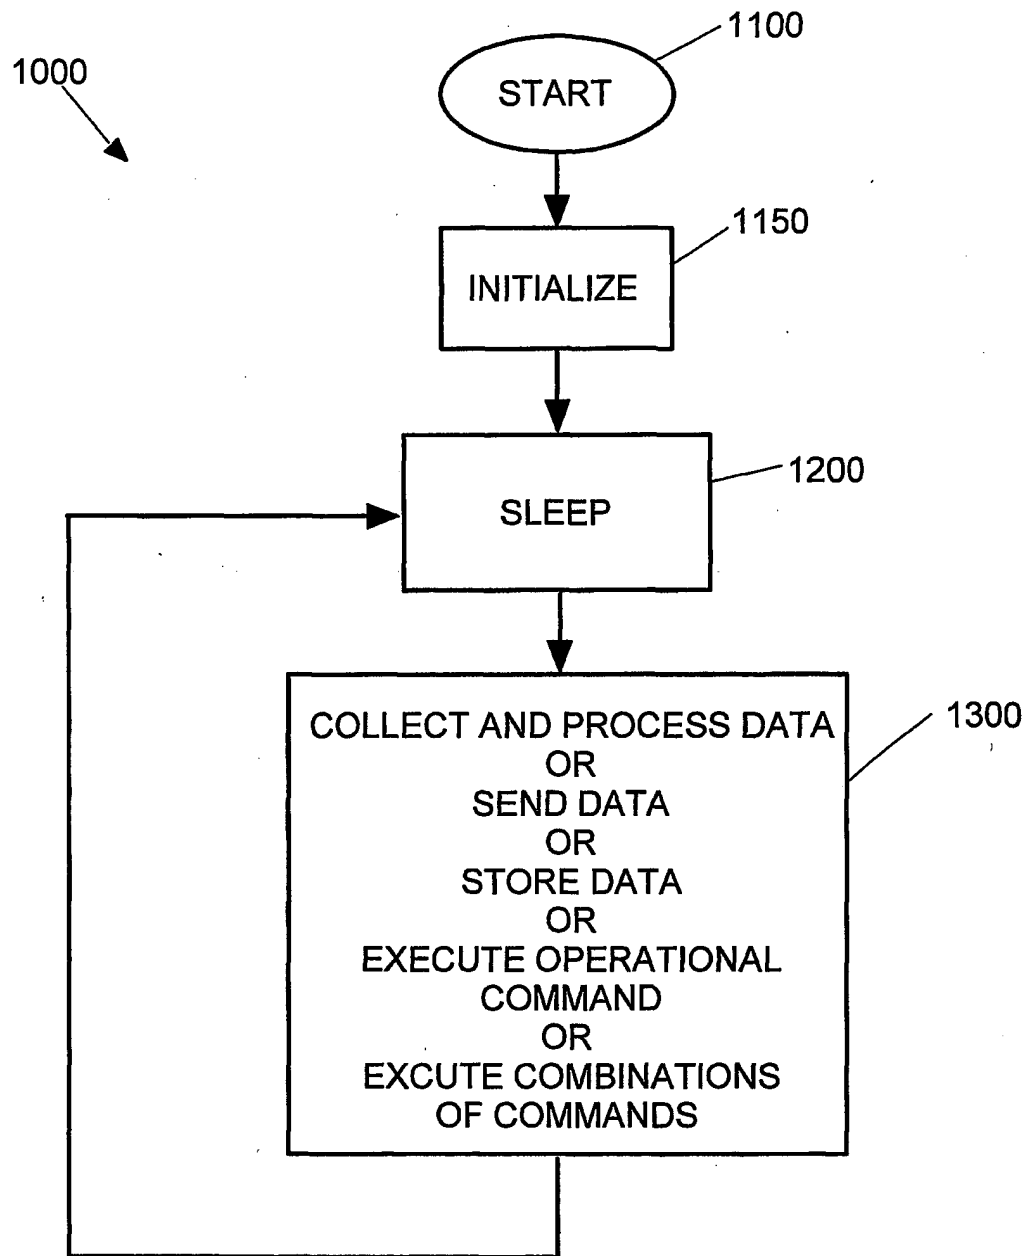 1100
1000
START
1150
INITIALIZE
1200
SLEEP
1300
COLLECT AND PROCESS DATA
OR
SEND DATA
OR
STORE DATA
OR
EXECUTE OPERATIONAL
COMMAND
OR
EXCUTE COMBINATIONS
OF COMMANDS